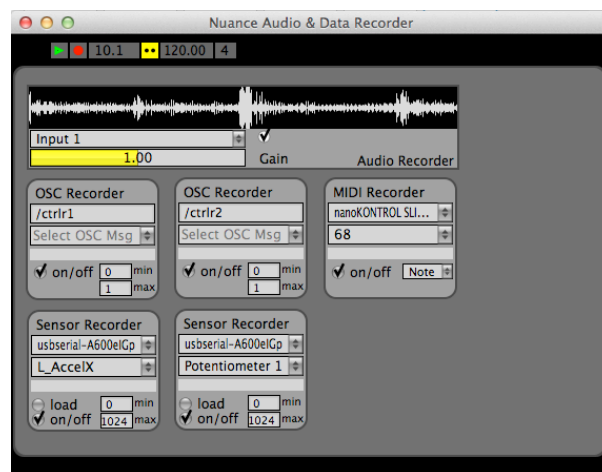 Nuance Audio & Data Recorder
10.1 120.00 4
Input 1
1.00 Gain Audio Recorder
OSC Recorder
/ctrlr1
Select OSC Msg
on/off 0 min
1 max
OSC Recorder
/ctrlr2
Select OSC Msg
on/off 0 min
1 max
MIDI Recorder
nanoKONTROL SLI...
68
on/off Note
Sensor Recorder
usbserial-A600elGp
L_AccelX
load 0 min
on/off 1024 max
Sensor Recorder
usbserial-A600elGp
Potentiometer 1
load 0 min
on/off 1024 max